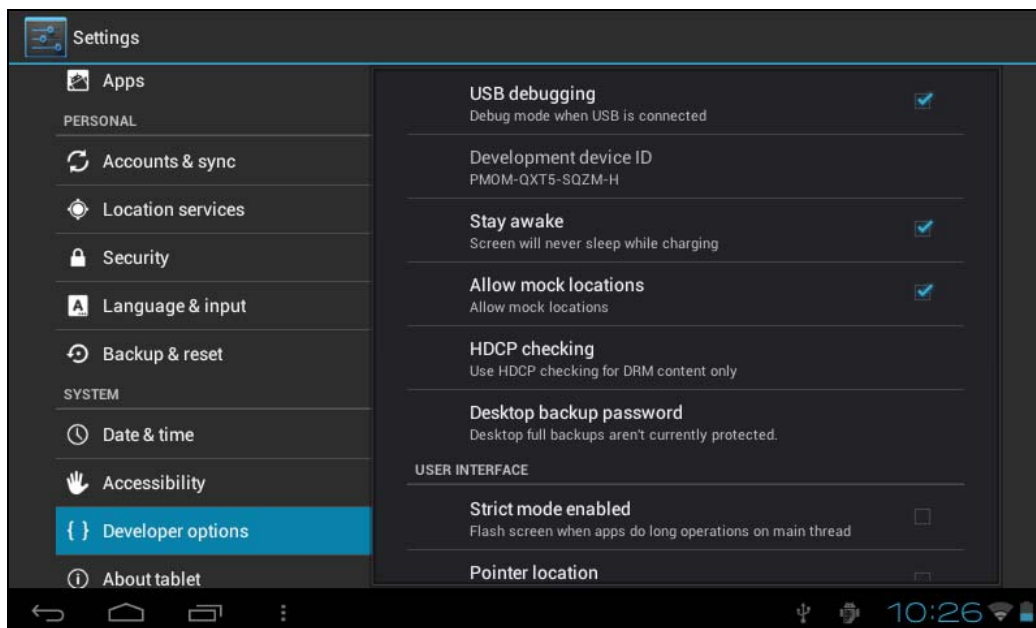 Settings
Apps
PERSONAL
Accounts & sync
Location services
Security
Language & input
Backup & reset
SYSTEM
Date & time
Accessibility
{ } Developer options
About tablet
USB debugging
Debug mode when USB is connected
Development device ID
PMOM-QXT5-SQZM-H
Stay awake
Screen will never sleep while charging
Allow mock locations
Allow mock locations
HDCP checking
Use HDCP checking for DRM content only
Desktop backup password
Desktop full backups aren't currently protected.
USER INTERFACE
Strict mode enabled
Flash screen when apps do long operations on main thread
Pointer location
10:26